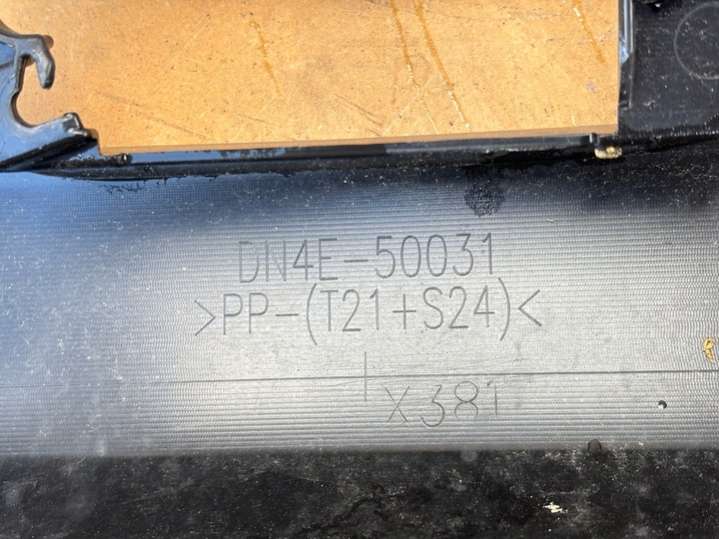 DN4E-50031
>PP-(T21+S24)<
X381